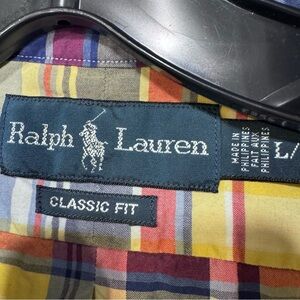 Ralph Lauren
MADE IN
PHILIPPINES
FAIT AUX
PHILIPPINES
L/
CLASSIC FIT